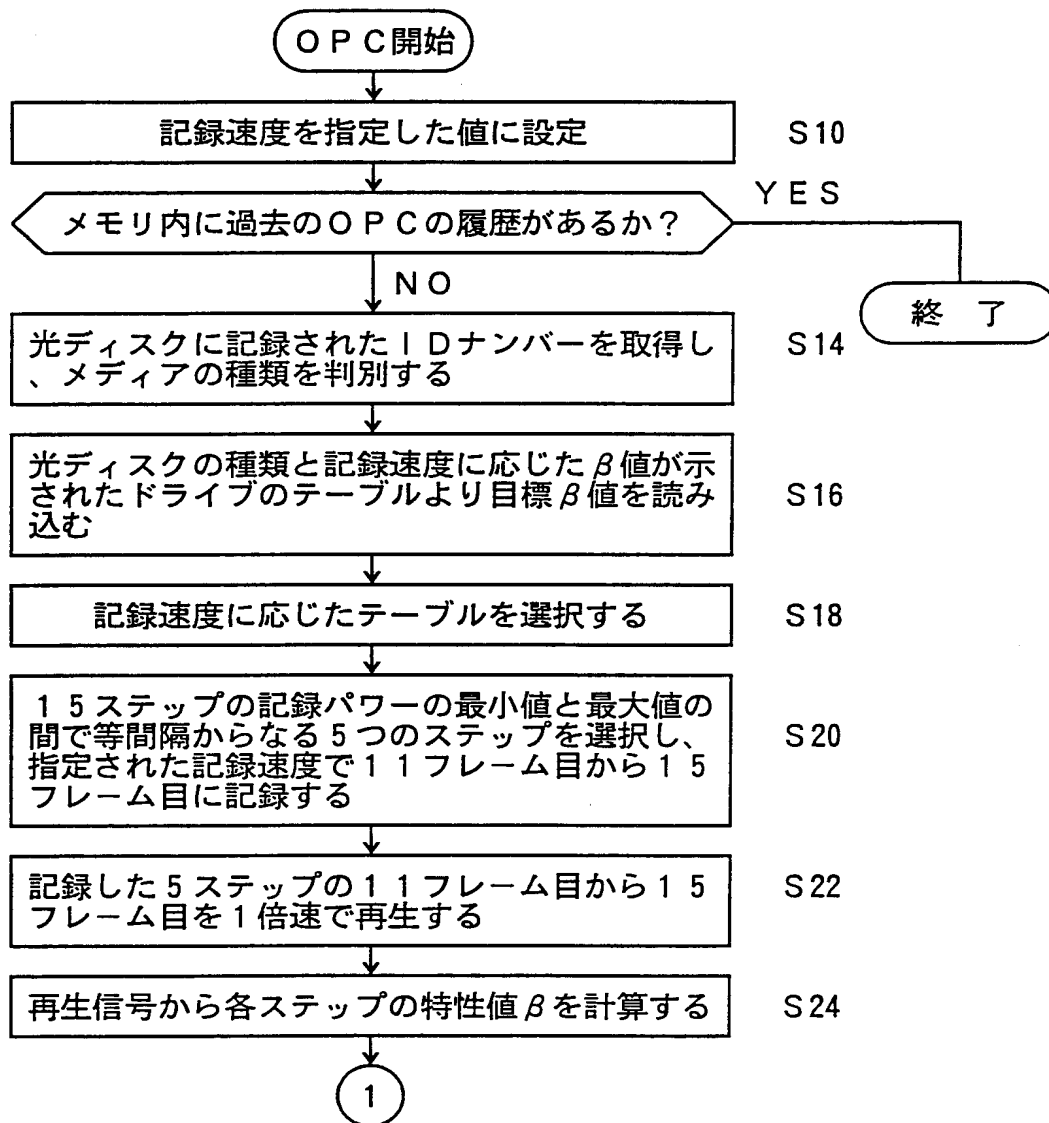 OPC開始
記録速度を指定した値に設定 S10
YES
メモリ内に過去のOPCの履歴があるか?
NO
終 了
光ディスクに記録されたIDナンバーを取得し S14
、メディアの種類を判別する
光ディスクの種類と記録速度に応じたβ値が示
されたドライブのテーブルより目標β値を読み S16
込む
記録速度に応じたテーブルを選択する S18
15ステップの記録パワーの最小値と最大値の
間で等間隔からなる5つのステップを選択し、 S20
指定された記録速度で11フレーム目から15
フレーム目に記録する
記録した5ステップの11フレーム目から15 S22
フレーム目を1倍速で再生する
再生信号から各ステップの特性値βを計算する S24
1